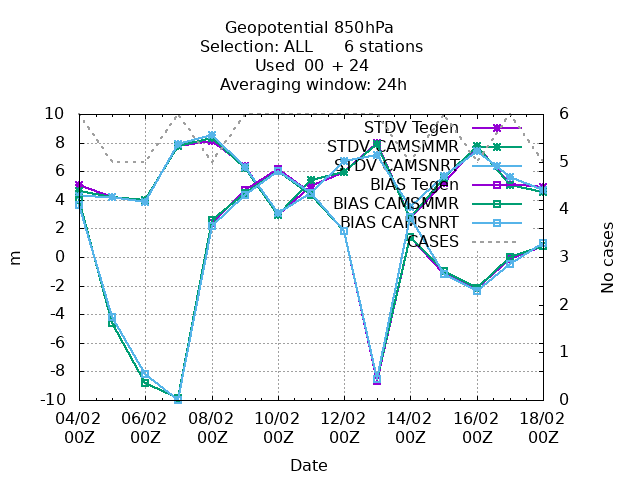 Geopotential 850hPa
Selection: ALL 6 stations
Used 00 + 24
Averaging window: 24h
10
8
6
4
2
0
-2
-4
-6
-8
-10
m
6
5
4
3
2
1
0
No cases
STDV Tegen
STDV CAMSMMR
STDV CAMSNRT
BIAS Tegen
BIAS CAMSMMR
BIAS CAMSNRT
CASES
04/02 06/02 08/02 10/02 12/02 14/02 16/02 18/02
00Z 00Z 00Z 00Z 00Z 00Z 00Z 00Z
Date